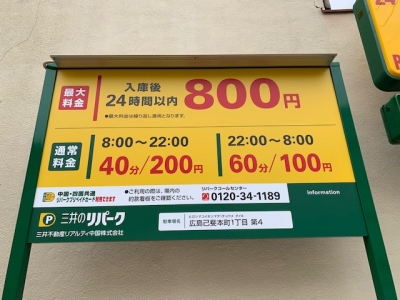 最大料金
入庫後
24時間以内
800円
●最大料金は繰り返し適用となります。
通常料金
8:00～22:00
40分/200円
22:00～8:00
60分/100円
中国・四国共通
リパークプリペイドカード利用できます
●ご利用の際は、場内の
約款看板をご確認ください。
リパークコールセンター
0120-34-1189
information
P 三井のリパーク
三井不動産リアルティ中国株式会社
駐車場名
広島己斐本町1丁目 第4